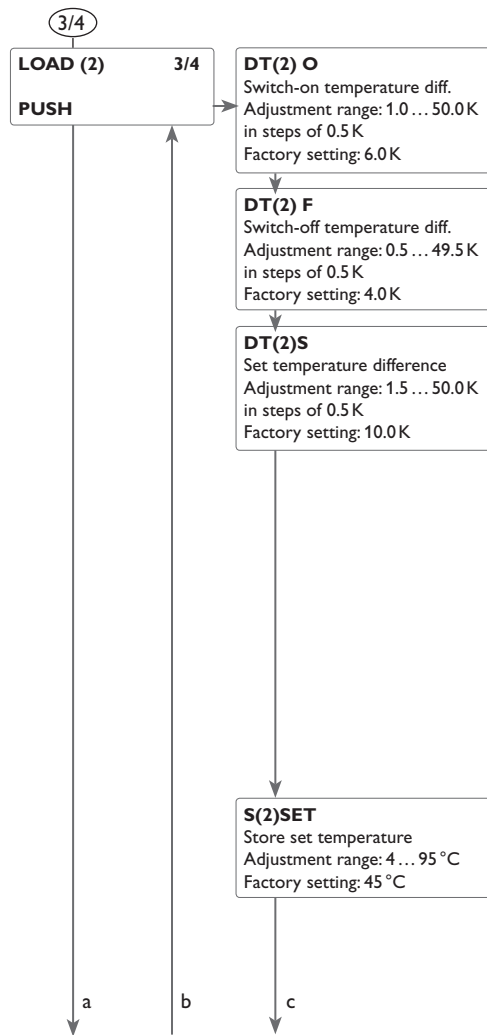 3/4
LOAD (2) 3/4
PUSH
DT(2) O
Switch-on temperature diff.
Adjustment range: 1.0 ... 50.0 K
in steps of 0.5 K
Factory setting: 6.0 K
DT(2) F
Switch-off temperature diff.
Adjustment range: 0.5 ... 49.5 K
in steps of 0.5 K
Factory setting: 4.0 K
DT(2)S
Set temperature difference
Adjustment range: 1.5 ... 50.0 K
in steps of 0.5 K
Factory setting: 10.0 K
S(2)SET
Store set temperature
Adjustment range: 4 ... 95 °C
Factory setting: 45 °C
a b c